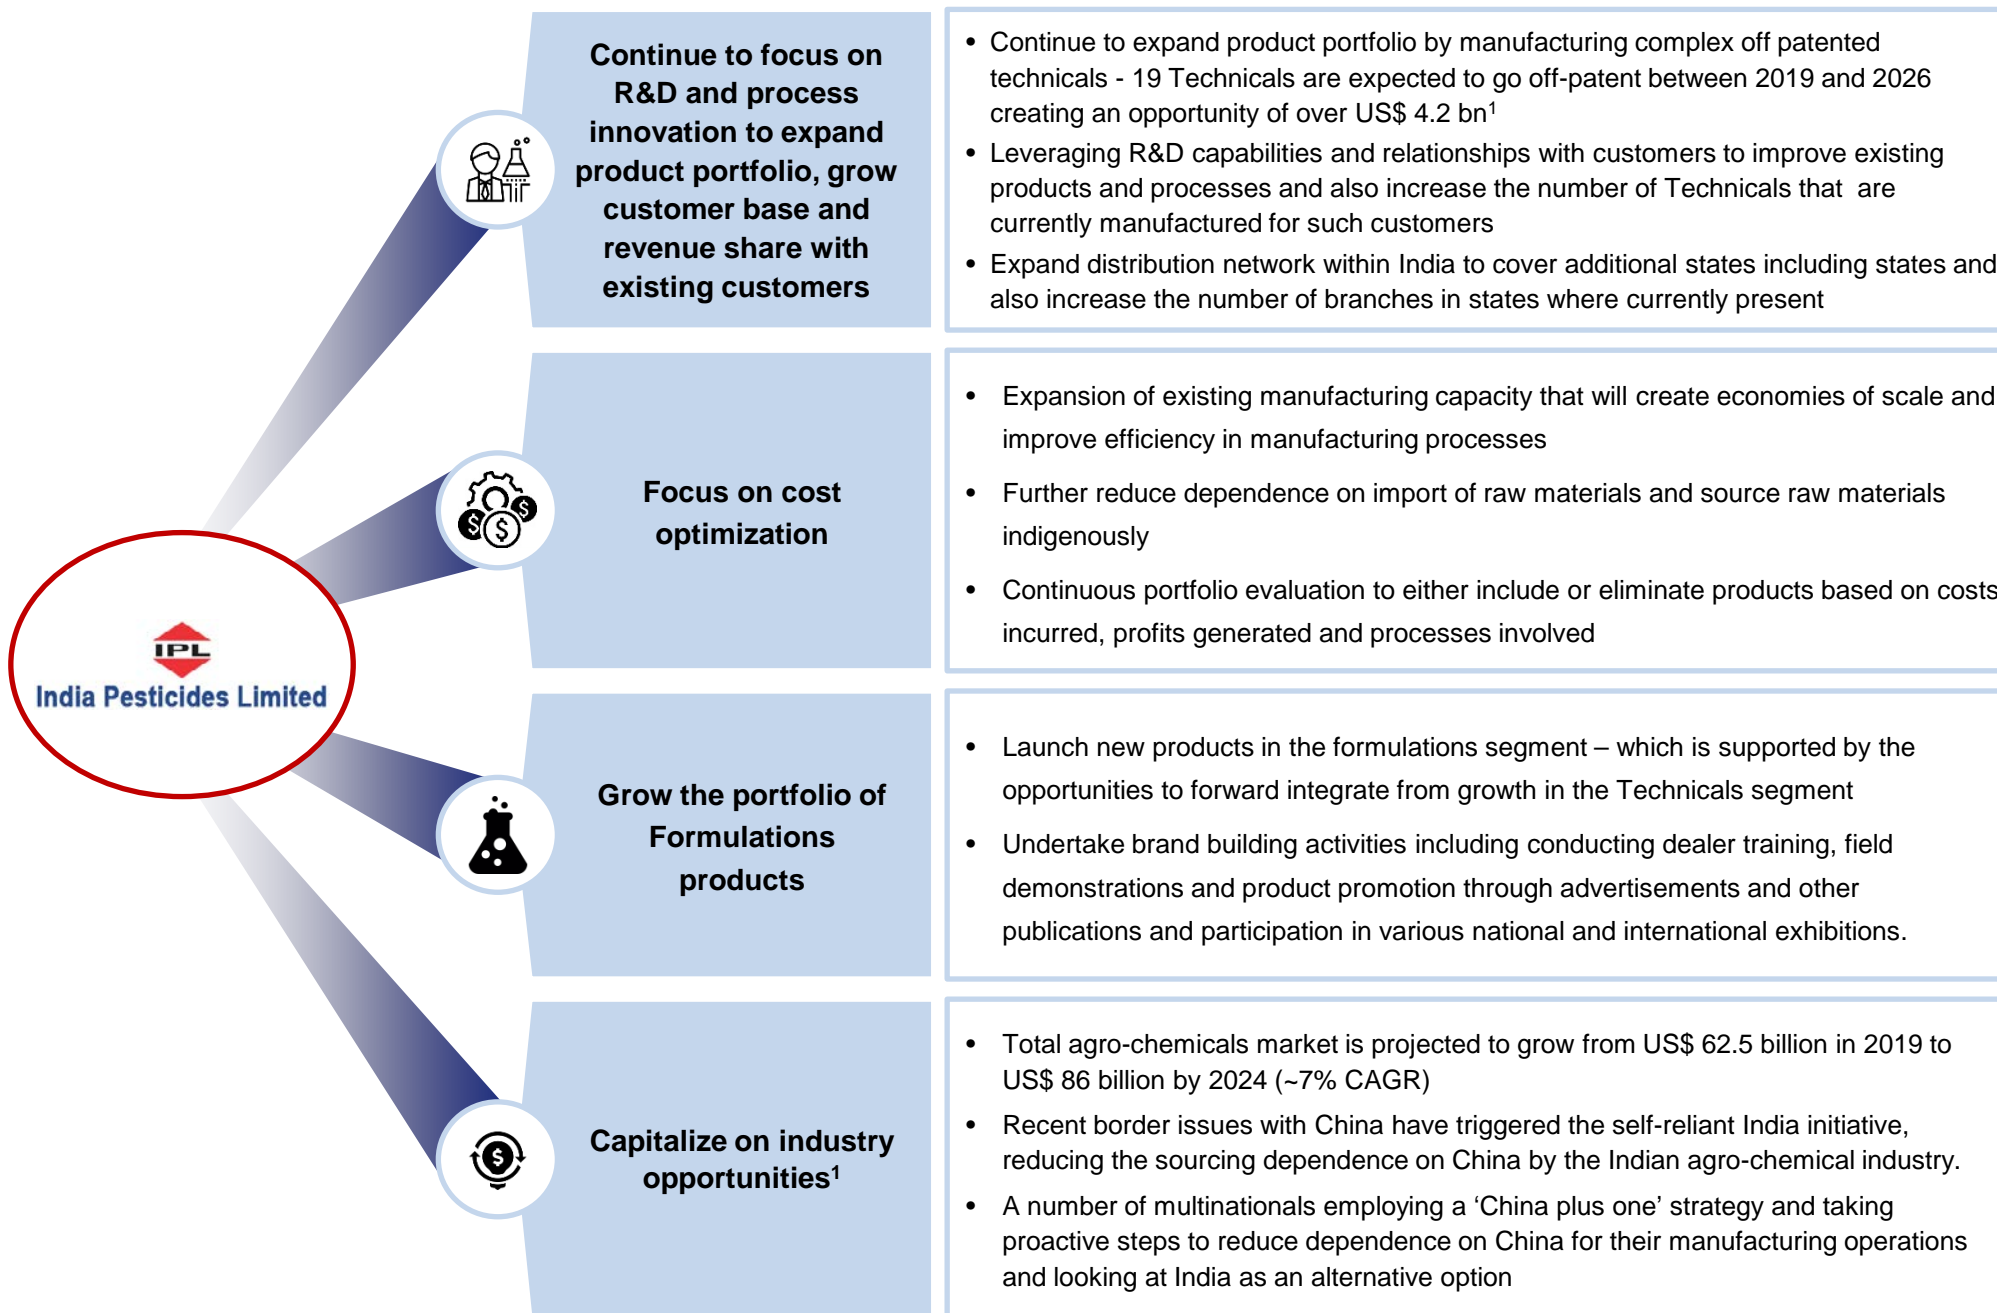 IPL
India Pesticides Limited
Continue to focus on
R&D and process
innovation to expand
product portfolio, grow
customer base and
revenue share with
existing customers
• Continue to expand product portfolio by manufacturing complex off patented
technicals - 19 Technicals are expected to go off-patent between 2019 and 2026
creating an opportunity of over US$ 4.2 bn¹
• Leveraging R&D capabilities and relationships with customers to improve existing
products and processes and also increase the number of Technicals that are
currently manufactured for such customers
• Expand distribution network within India to cover additional states including states and
also increase the number of branches in states where currently present
Focus on cost
optimization
• Expansion of existing manufacturing capacity that will create economies of scale and
improve efficiency in manufacturing processes
• Further reduce dependence on import of raw materials and source raw materials
indigenously
• Continuous portfolio evaluation to either include or eliminate products based on costs
incurred, profits generated and processes involved
Grow the portfolio of
Formulations
products
• Launch new products in the formulations segment – which is supported by the
opportunities to forward integrate from growth in the Technicals segment
• Undertake brand building activities including conducting dealer training, field
demonstrations and product promotion through advertisements and other
publications and participation in various national and international exhibitions.
Capitalize on industry
opportunities¹
• Total agro-chemicals market is projected to grow from US$ 62.5 billion in 2019 to
US$ 86 billion by 2024 (~7% CAGR)
• Recent border issues with China have triggered the self-reliant India initiative,
reducing the sourcing dependence on China by the Indian agro-chemical industry.
• A number of multinationals employing a ‘China plus one’ strategy and taking
proactive steps to reduce dependence on China for their manufacturing operations
and looking at India as an alternative option